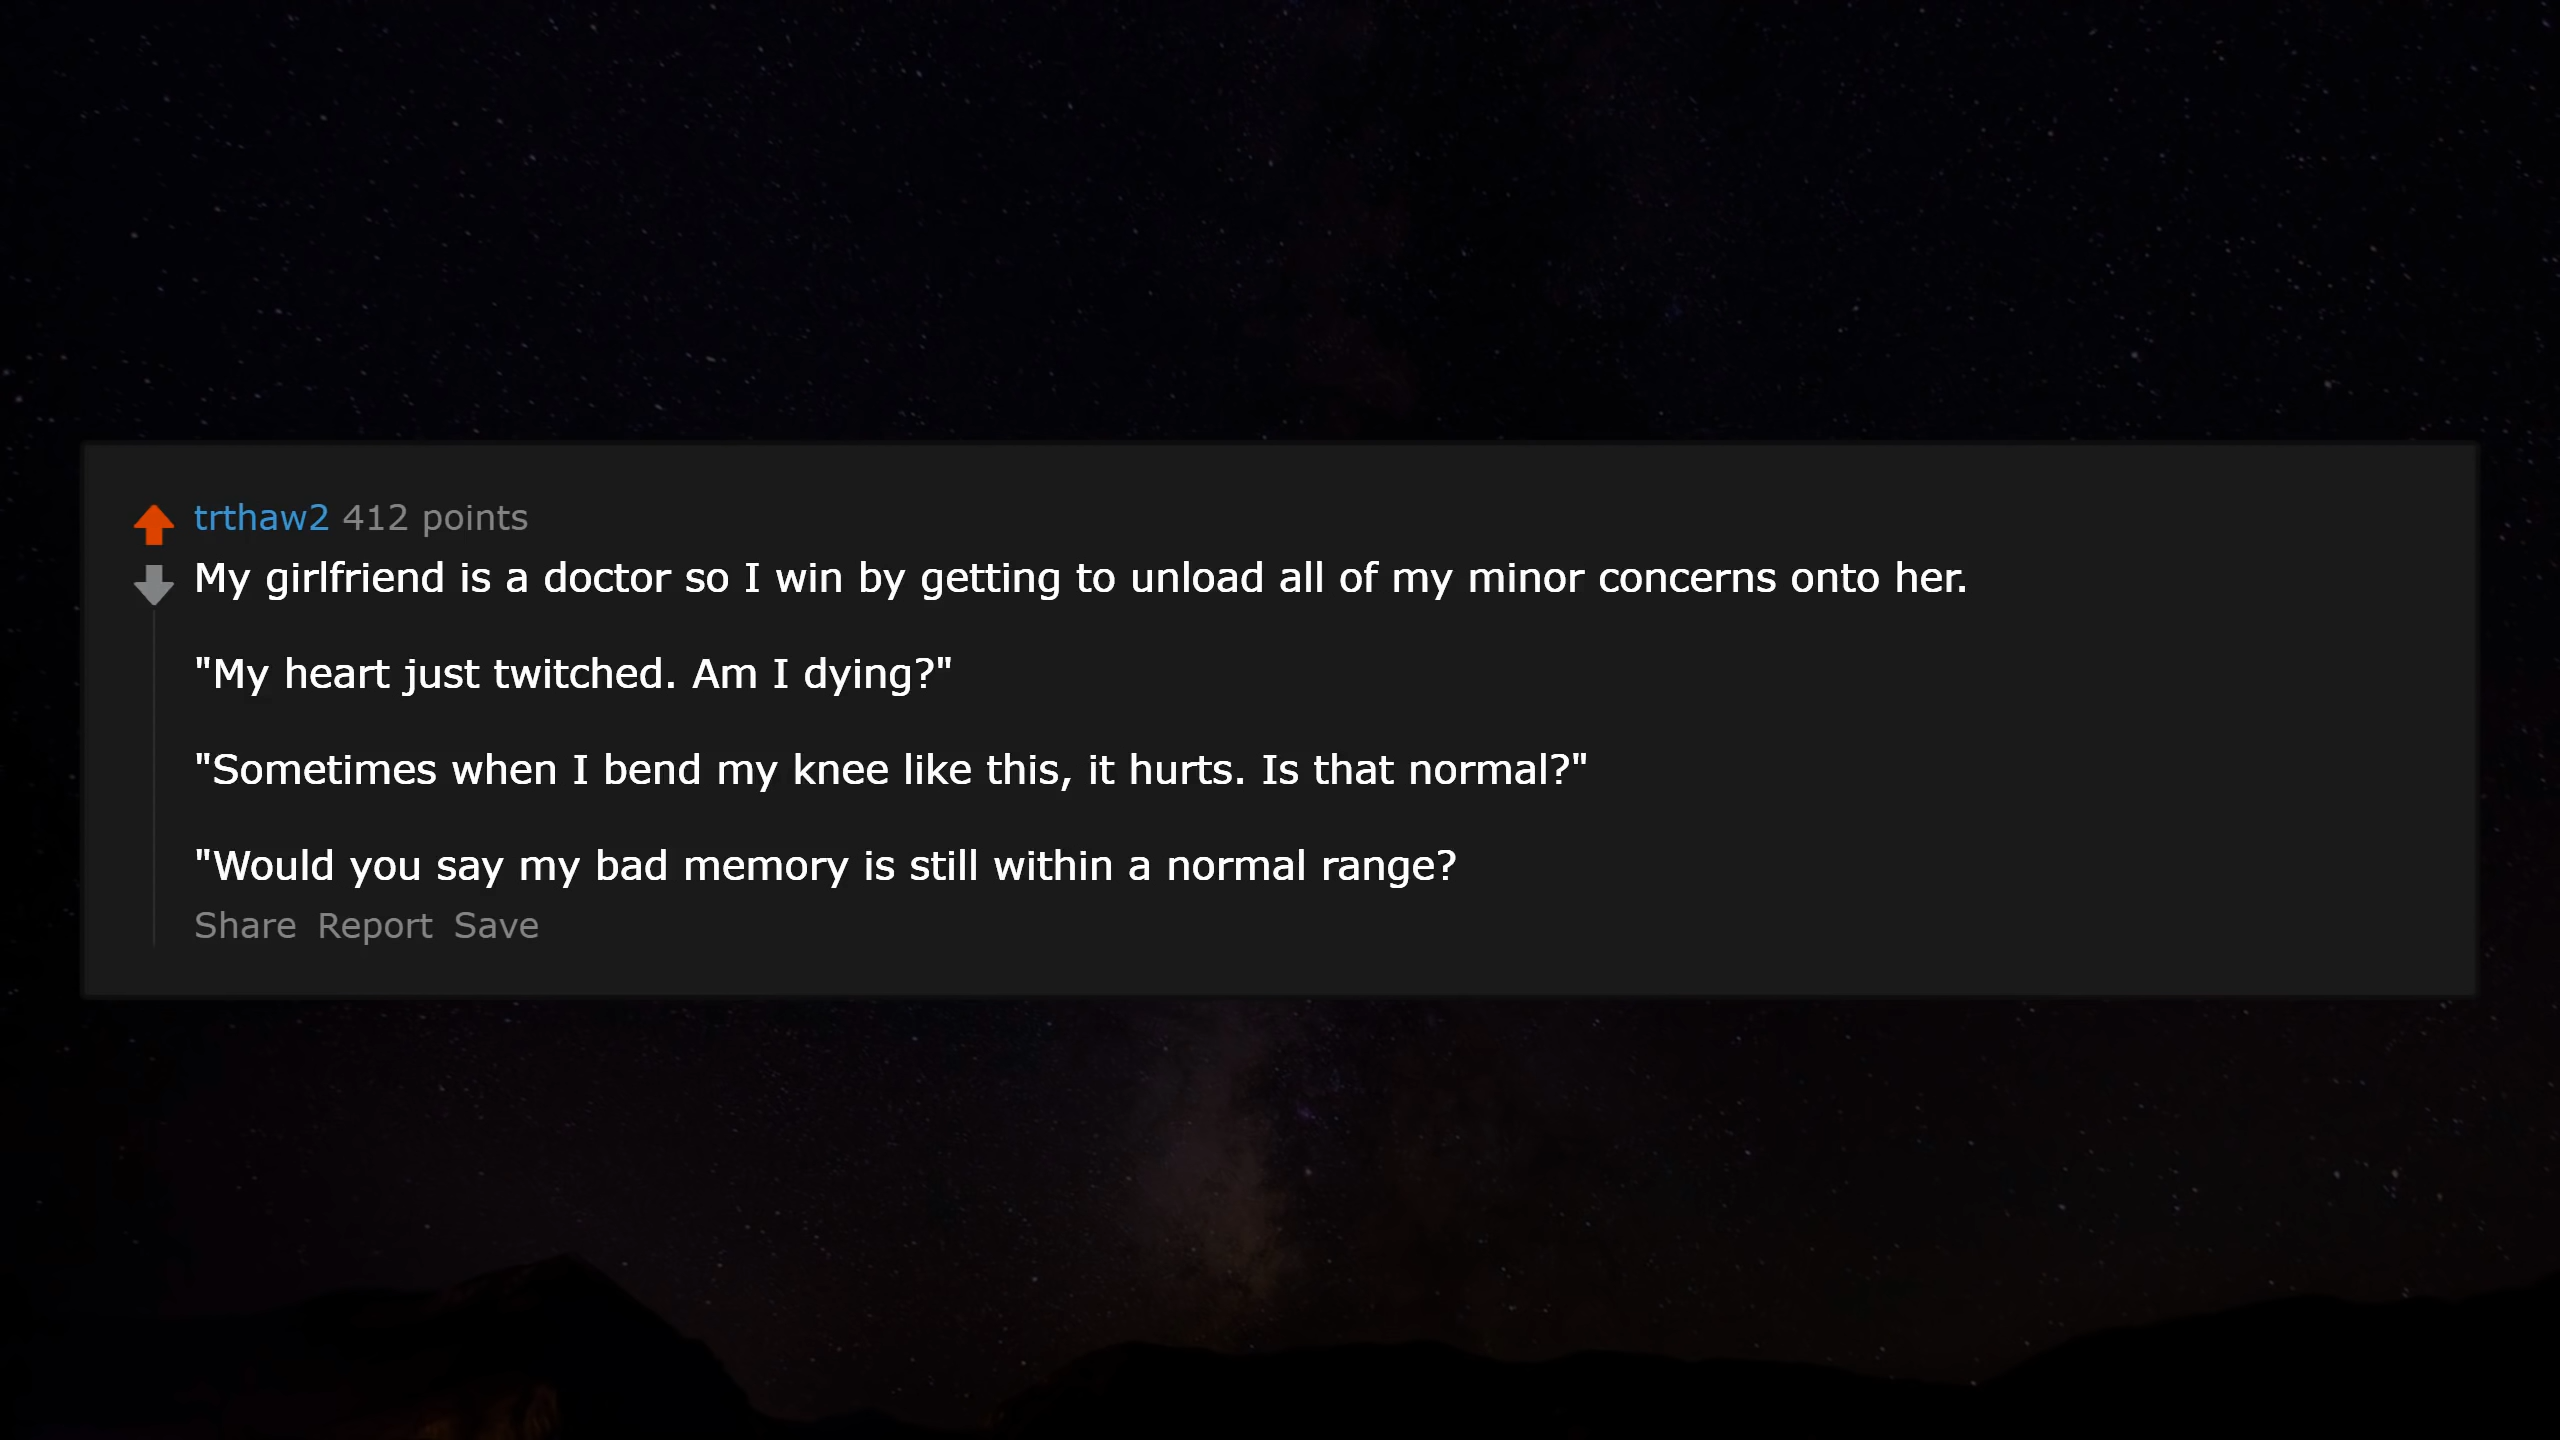 trthaw2 412 points
My girlfriend is a doctor so I win by getting to unload all of my minor concerns onto her.
"My heart just twitched. Am I dying?"
"Sometimes when I bend my knee like this, it hurts. Is that normal?"
"Would you say my bad memory is still within a normal range?
Share Report Save